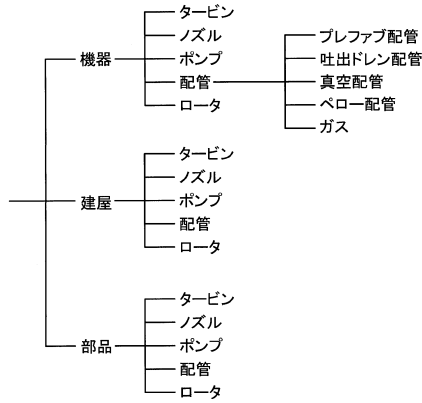 機器
タービン
ノズル
ポンプ
配管
ロータ
プレファブ配管
吐出ドレン配管
真空配管
ペロー配管
ガス
建屋
タービン
ノズル
ポンプ
配管
ロータ
部品
タービン
ノズル
ポンプ
配管
ロータ